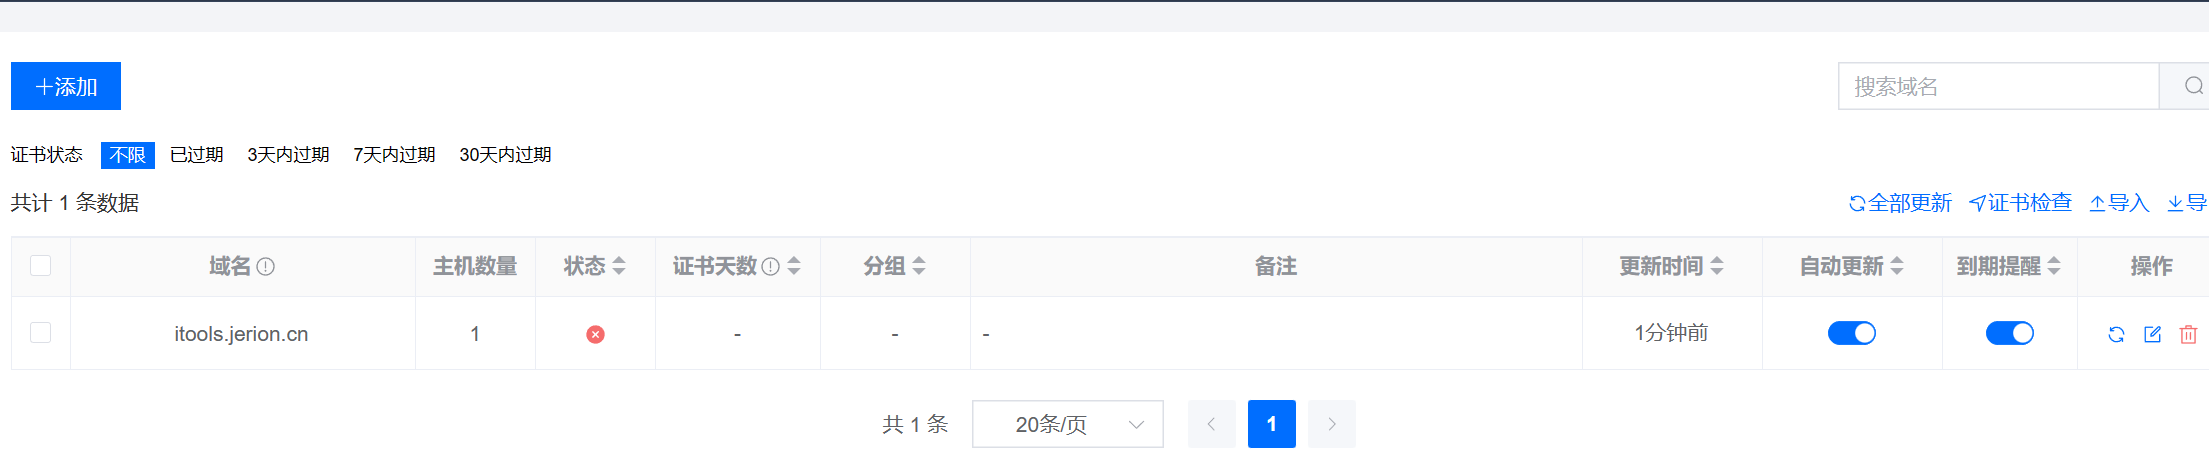 +添加
搜索域名
证书状态 不限 已过期 3天内过期 7天内过期 30天内过期
共计 1 条数据 全部更新 证书检查 导入 导
域名 主机数量 状态 证书天数 分组 备注 更新时间 自动更新 到期提醒 操作
itools.jerion.cn 1 - - - 1分钟前
共 1 条 20条/页 1